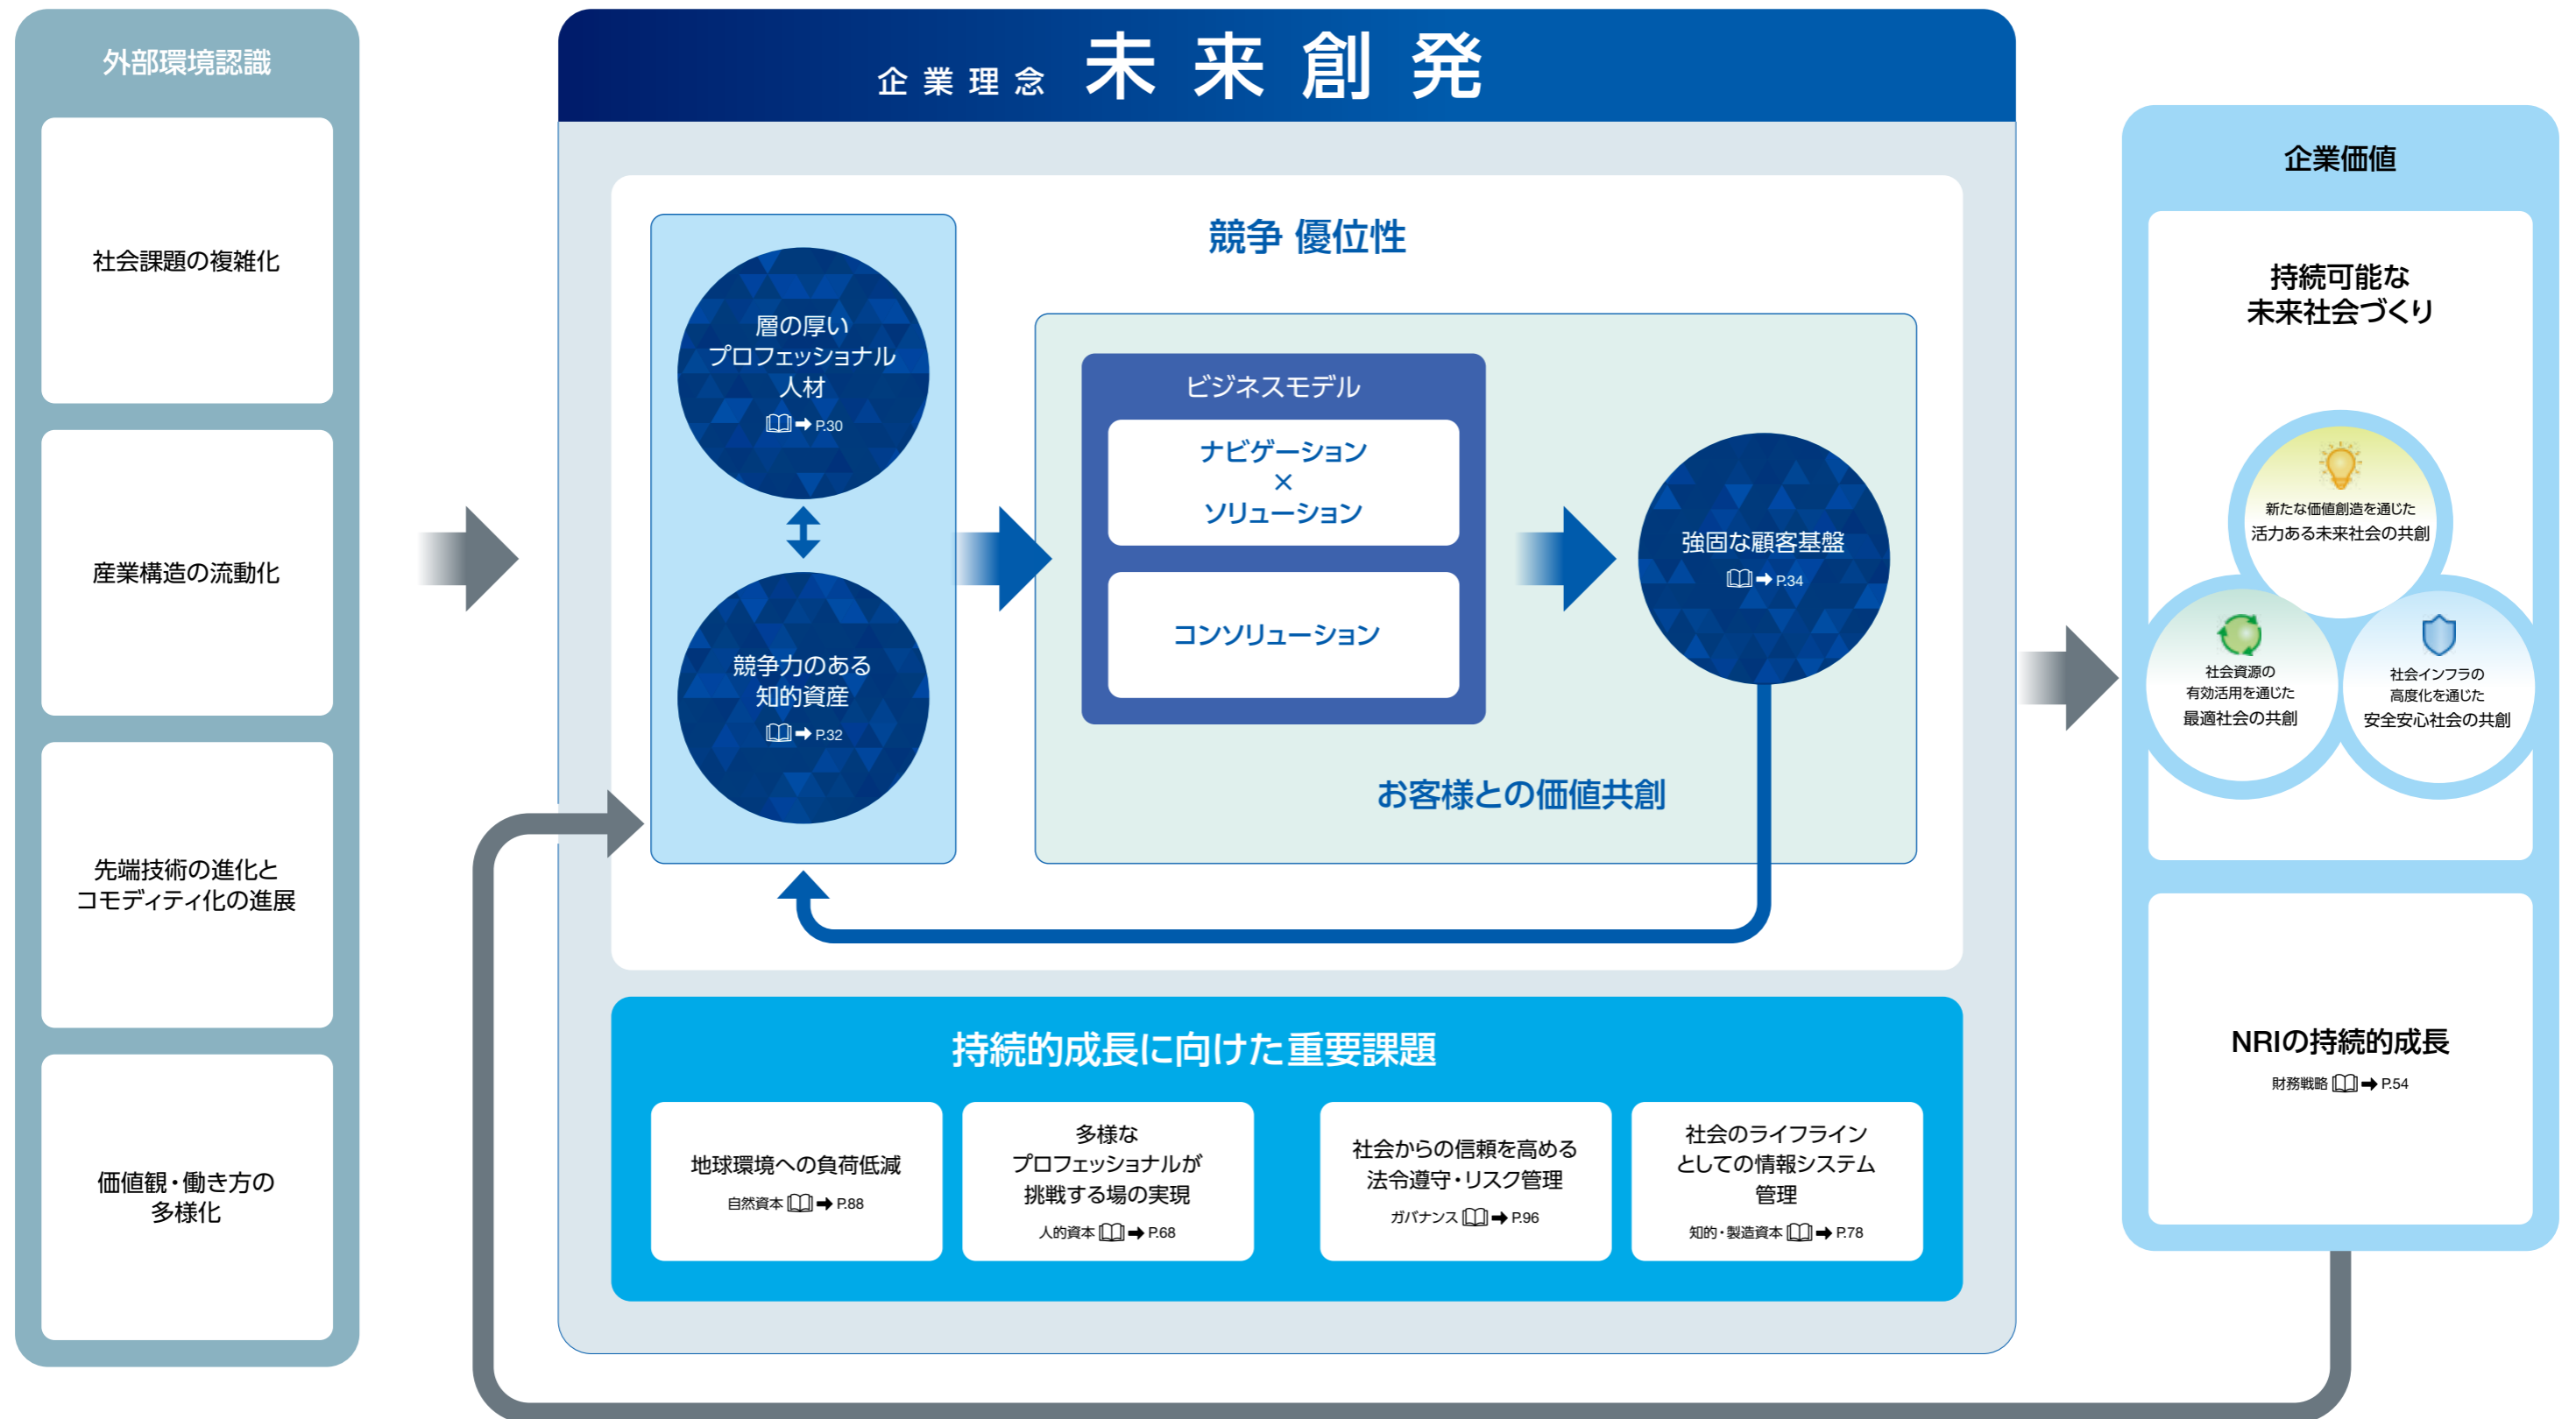 外部環境認識
社会課題の複雑化
産業構造の流動化
先端技術の進化と
コモディティ化の進展
価値観・働き方の
多様化
企業理念 未来創発
競争 優位性
層の厚い
プロフェッショナル
人材
P.30
競争力のある
知的資産
P.32
ビジネスモデル
ナビゲーション
×
ソリューション
コンソリューション
強固な顧客基盤
P.34
お客様との価値共創
持続的成長に向けた重要課題
地球環境への負荷低減
自然資本 P.88
多様な
プロフェッショナルが
挑戦する場の実現
人的資本 P.68
社会からの信頼を高める
法令遵守・リスク管理
ガバナンス P.96
社会のライフライン
としての情報システム
管理
知的・製造資本 P.78
企業価値
持続可能な
未来社会づくり
新たな価値創造を通じた
活力ある未来社会の共創
社会資源の
有効活用を通じた
最適社会の共創
社会インフラの
高度化を通じた
安全安心社会の共創
NRIの持続的成長
財務戦略 P.54